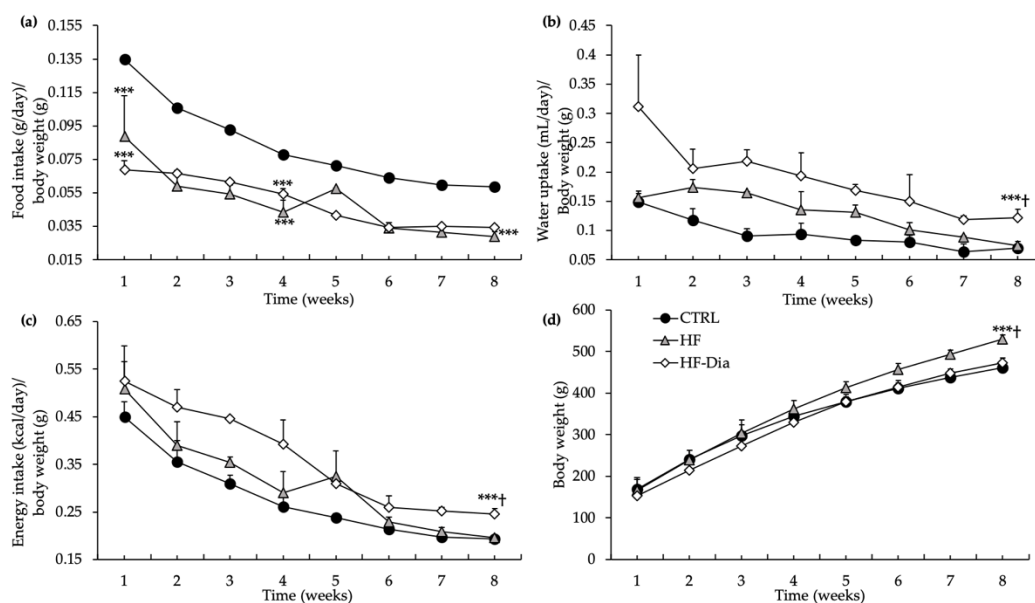 (a)
0.155
0.135
0.115
0.095
0.075
0.055
0.035
0.015
Food intake (g/day)/
body weight (g)
***
***
***
***
***
1 2 3 4 5 6 7 8
Time (weeks)
(b)
0.45
0.4
0.35
0.3
0.25
0.2
0.15
0.1
0.05
Water uptake (mL/day)/
Body weight (g)
***†
1 2 3 4 5 6 7 8
Time (weeks)
(c)
0.65
0.55
0.45
0.35
0.25
0.15
Energy intake (kcal/day)/
body weight (g)
***†
1 2 3 4 5 6 7 8
Time (weeks)
(d)
600
500
400
300
200
100
0
Body weight (g)
CTRL
HF
HF-Dia
***†
1 2 3 4 5 6 7 8
Time (weeks)